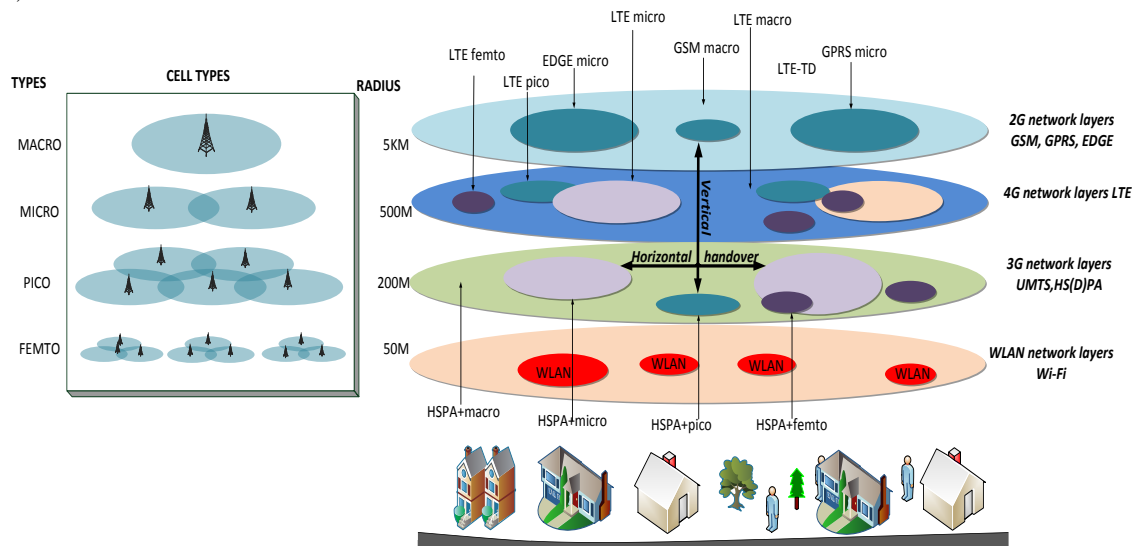 LTE micro
LTE macro
LTE femto
EDGE micro
GSM macro
GPRS micro
LTE-TD
LTE pico
TYPES
CELL TYPES
RADIUS
MACRO
5KM
2G network layers
GSM, GPRS, EDGE
MICRO
500M
Vertical
4G network layers LTE
Horizontal handover
PICO
200M
3G network layers
UMTS,HS(D)PA
FEMTO
50M
WLAN
WLAN
WLAN
WLAN
WLAN network layers
Wi-Fi
HSPA+macro
HSPA+micro
HSPA+pico
HSPA+femto